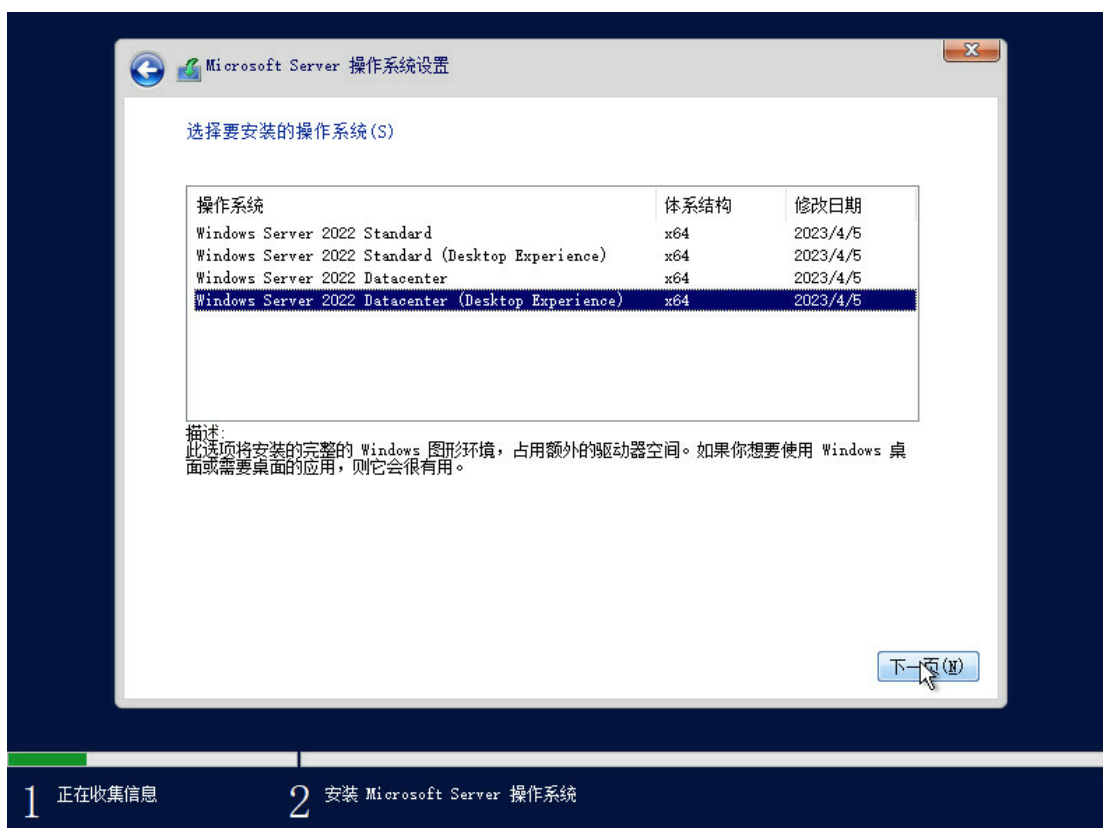 Microsoft Server 操作系统设置
选择要安装的操作系统(S)
操作系统 体系结构 修改日期
Windows Server 2022 Standard x64 2023/4/5
Windows Server 2022 Standard (Desktop Experience) x64 2023/4/5
Windows Server 2022 Datacenter x64 2023/4/5
Windows Server 2022 Datacenter (Desktop Experience) x64 2023/4/5
描述:
此选项将安装的完整的 Windows 图形环境，占用额外的驱动器空间。如果你想要使用 Windows 桌
面或需要桌面的应用，则它会很有用。
下一页(N)
1 正在收集信息 2 安装 Microsoft Server 操作系统